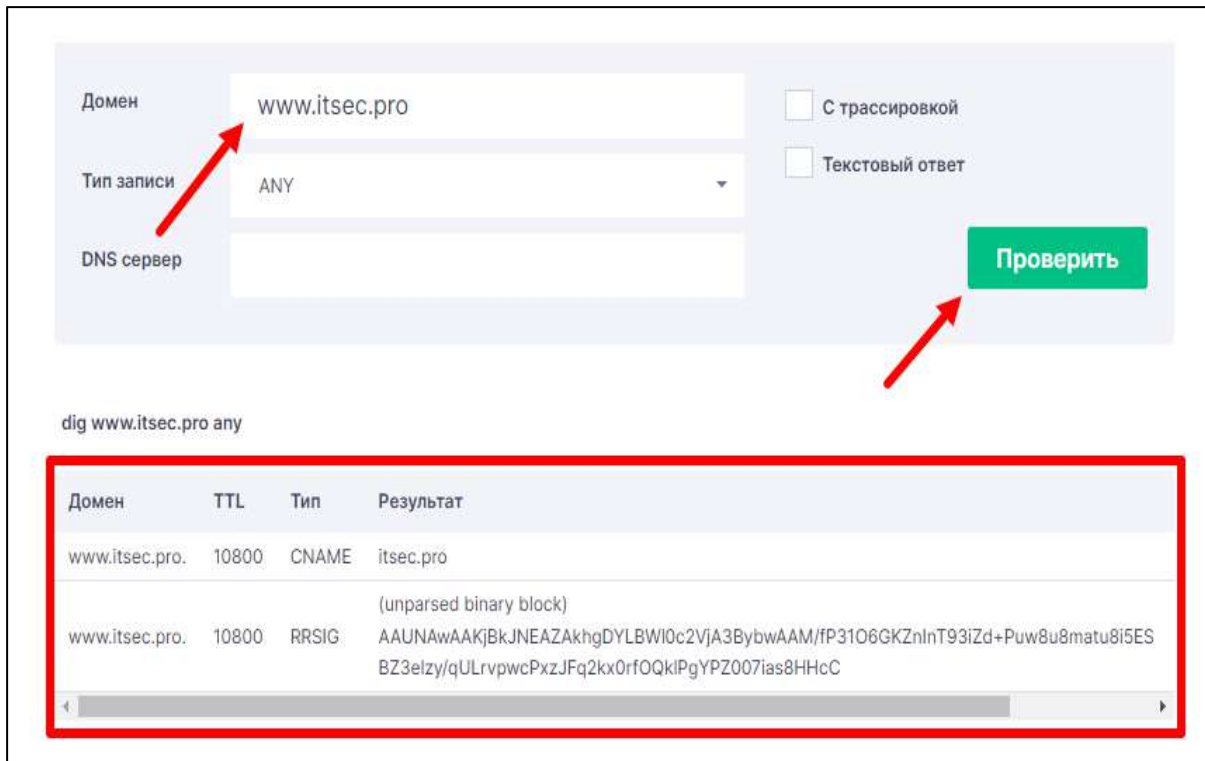 Домен
www.itsec.pro
С трассировкой
Тип записи
ANY
Текстовый ответ
DNS сервер
Проверить
dig www.itsec.pro any
Домен TTL Тип Результат
www.itsec.pro. 10800 CNAME itsec.pro
(unparsed binary block)
www.itsec.pro. 10800 RRSIG AAUNAwAAKjBkJNEAZAkhgDYLBWl0c2VjA3BybwAAM/fP31O6GKZnInT93iZd+Puw8u8matu8i5ES
BZ3elzy/qULrvpwcPxzJFq2kx0rfOQklPgYPZ007ias8HHcC